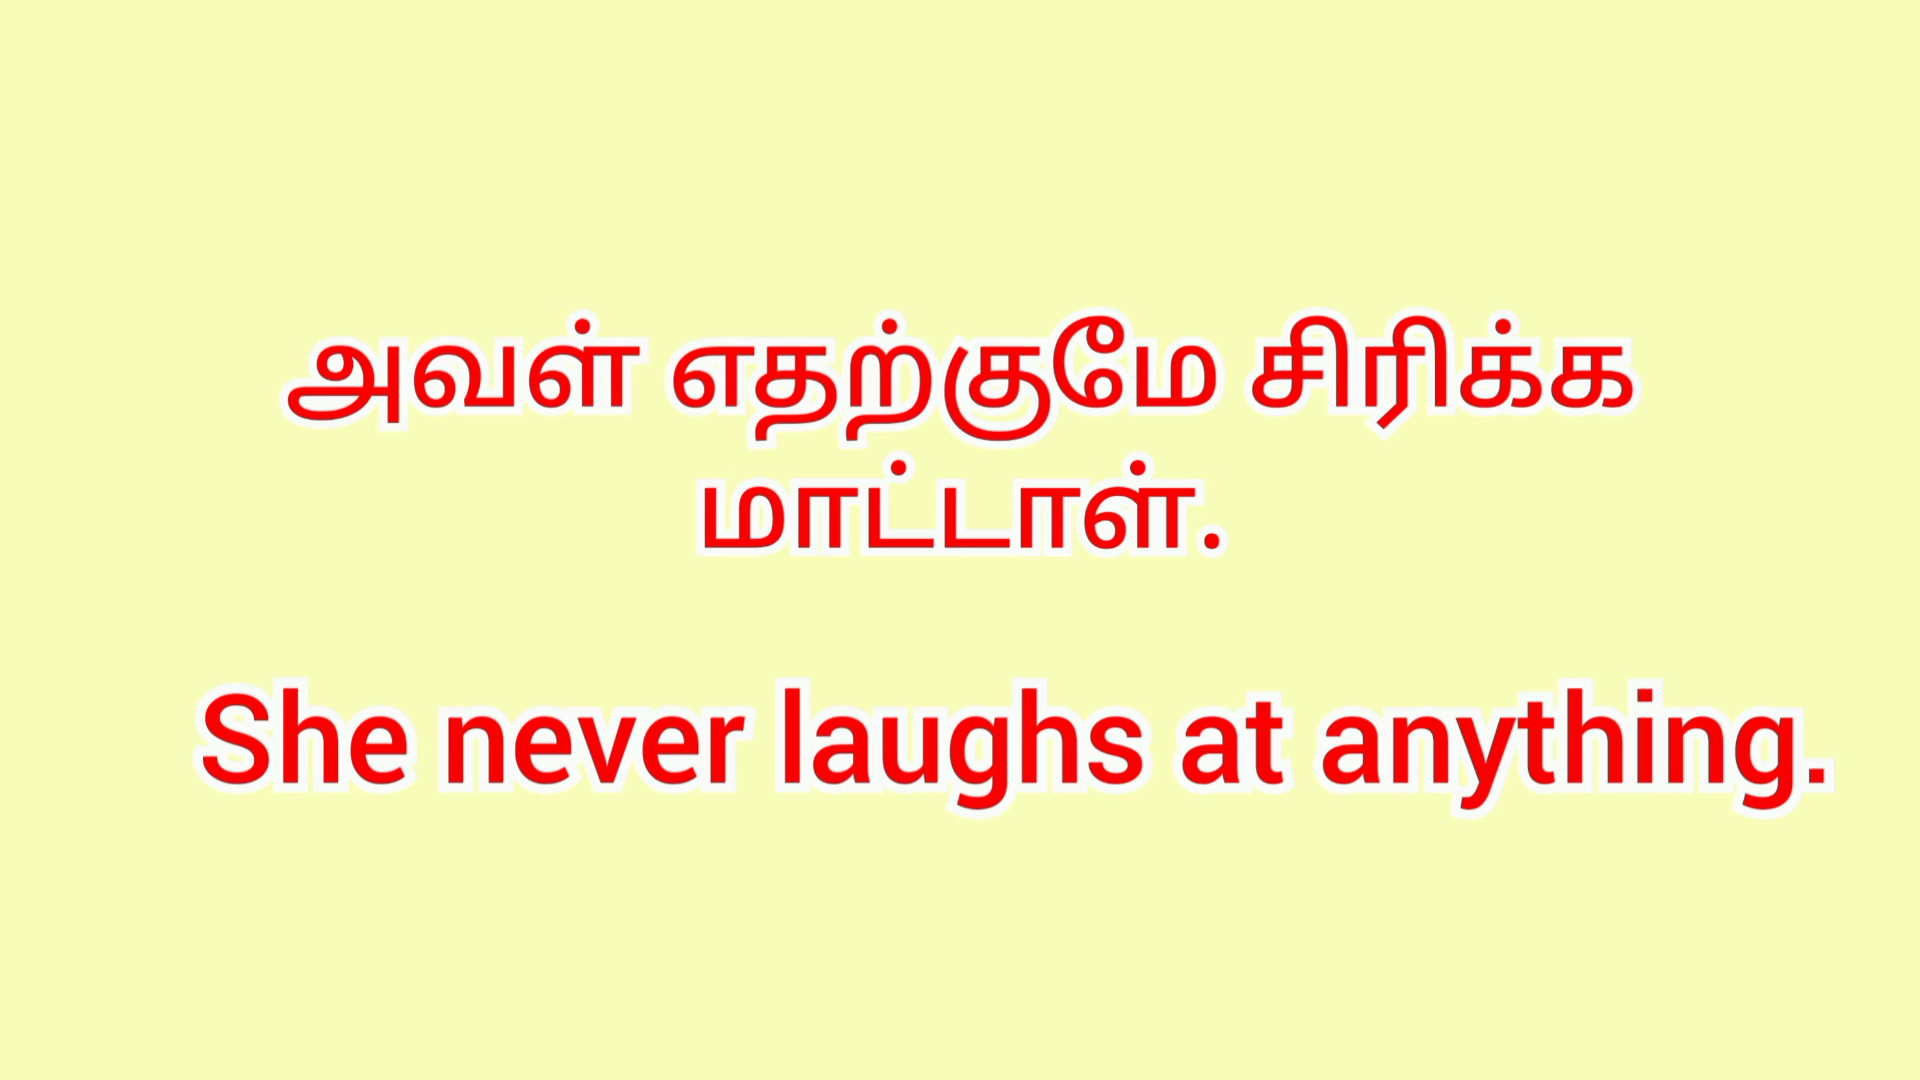 அவள் எதற்குமே சிரிக்க
மாட்டாள்.
She never laughs at anything.